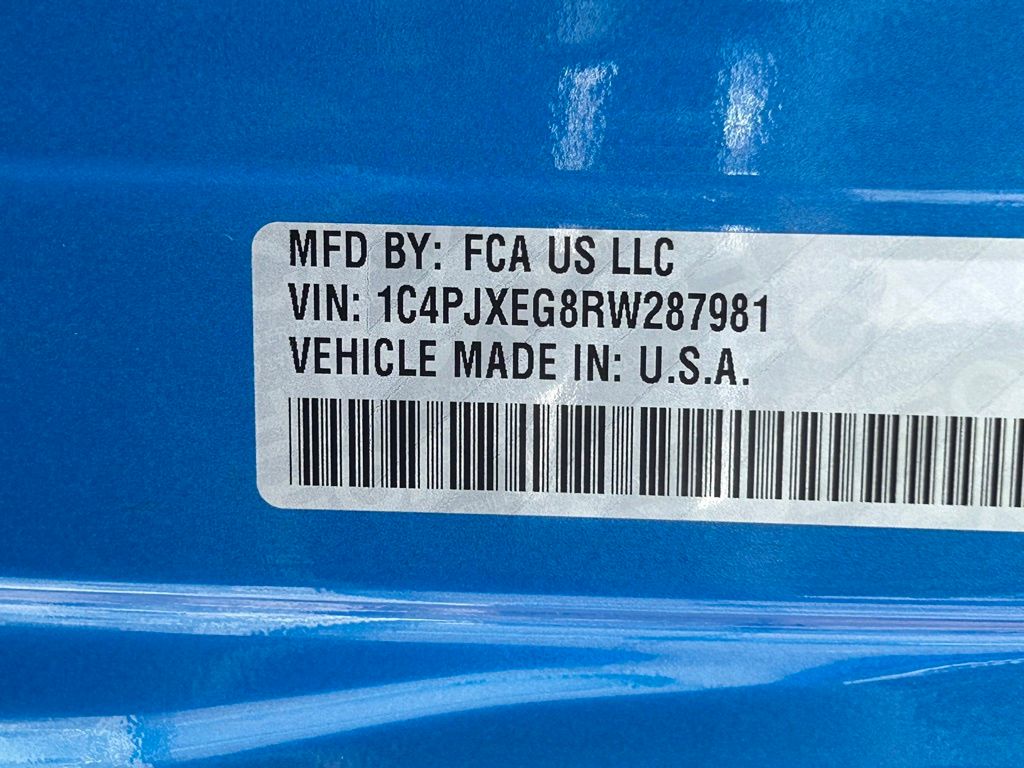 MFD BY: FCA US LLC
VIN: 1C4PJXEG8RW287981
VEHICLE MADE IN: U.S.A.